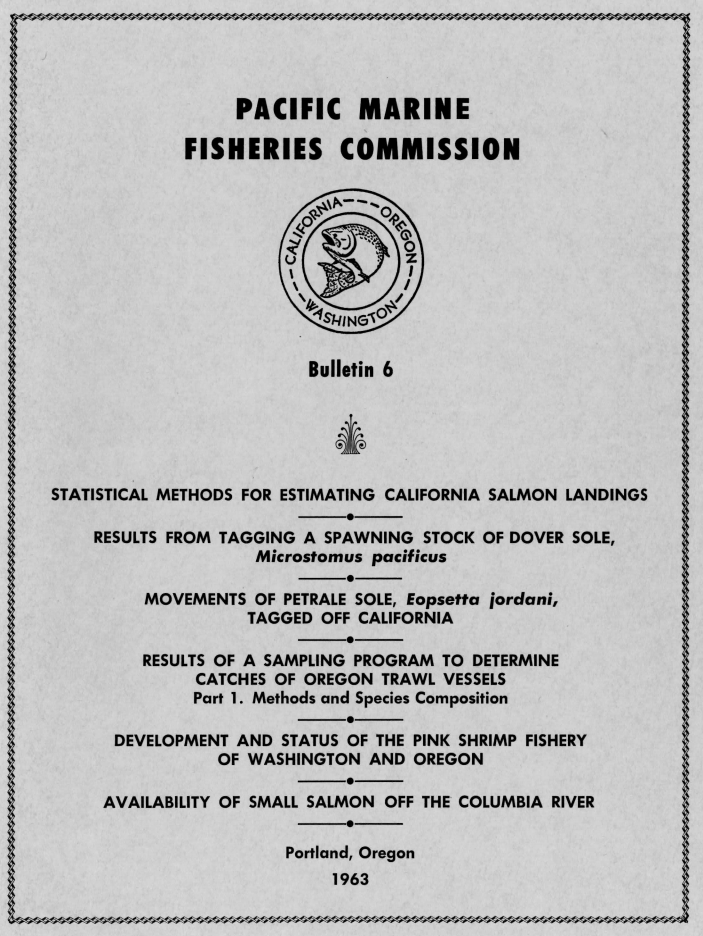 PACIFIC MARINE
FISHERIES COMMISSION
CALIFORNIA---OREGON
WASHINGTON
Bulletin 6
STATISTICAL METHODS FOR ESTIMATING CALIFORNIA SALMON LANDINGS
RESULTS FROM TAGGING A SPAWNING STOCK OF DOVER SOLE,
Microstomus pacificus
MOVEMENTS OF PETRALE SOLE, Eopsetta jordani,
TAGGED OFF CALIFORNIA
RESULTS OF A SAMPLING PROGRAM TO DETERMINE
CATCHES OF OREGON TRAWL VESSELS
Part 1. Methods and Species Composition
DEVELOPMENT AND STATUS OF THE PINK SHRIMP FISHERY
OF WASHINGTON AND OREGON
AVAILABILITY OF SMALL SALMON OFF THE COLUMBIA RIVER
Portland, Oregon
1963